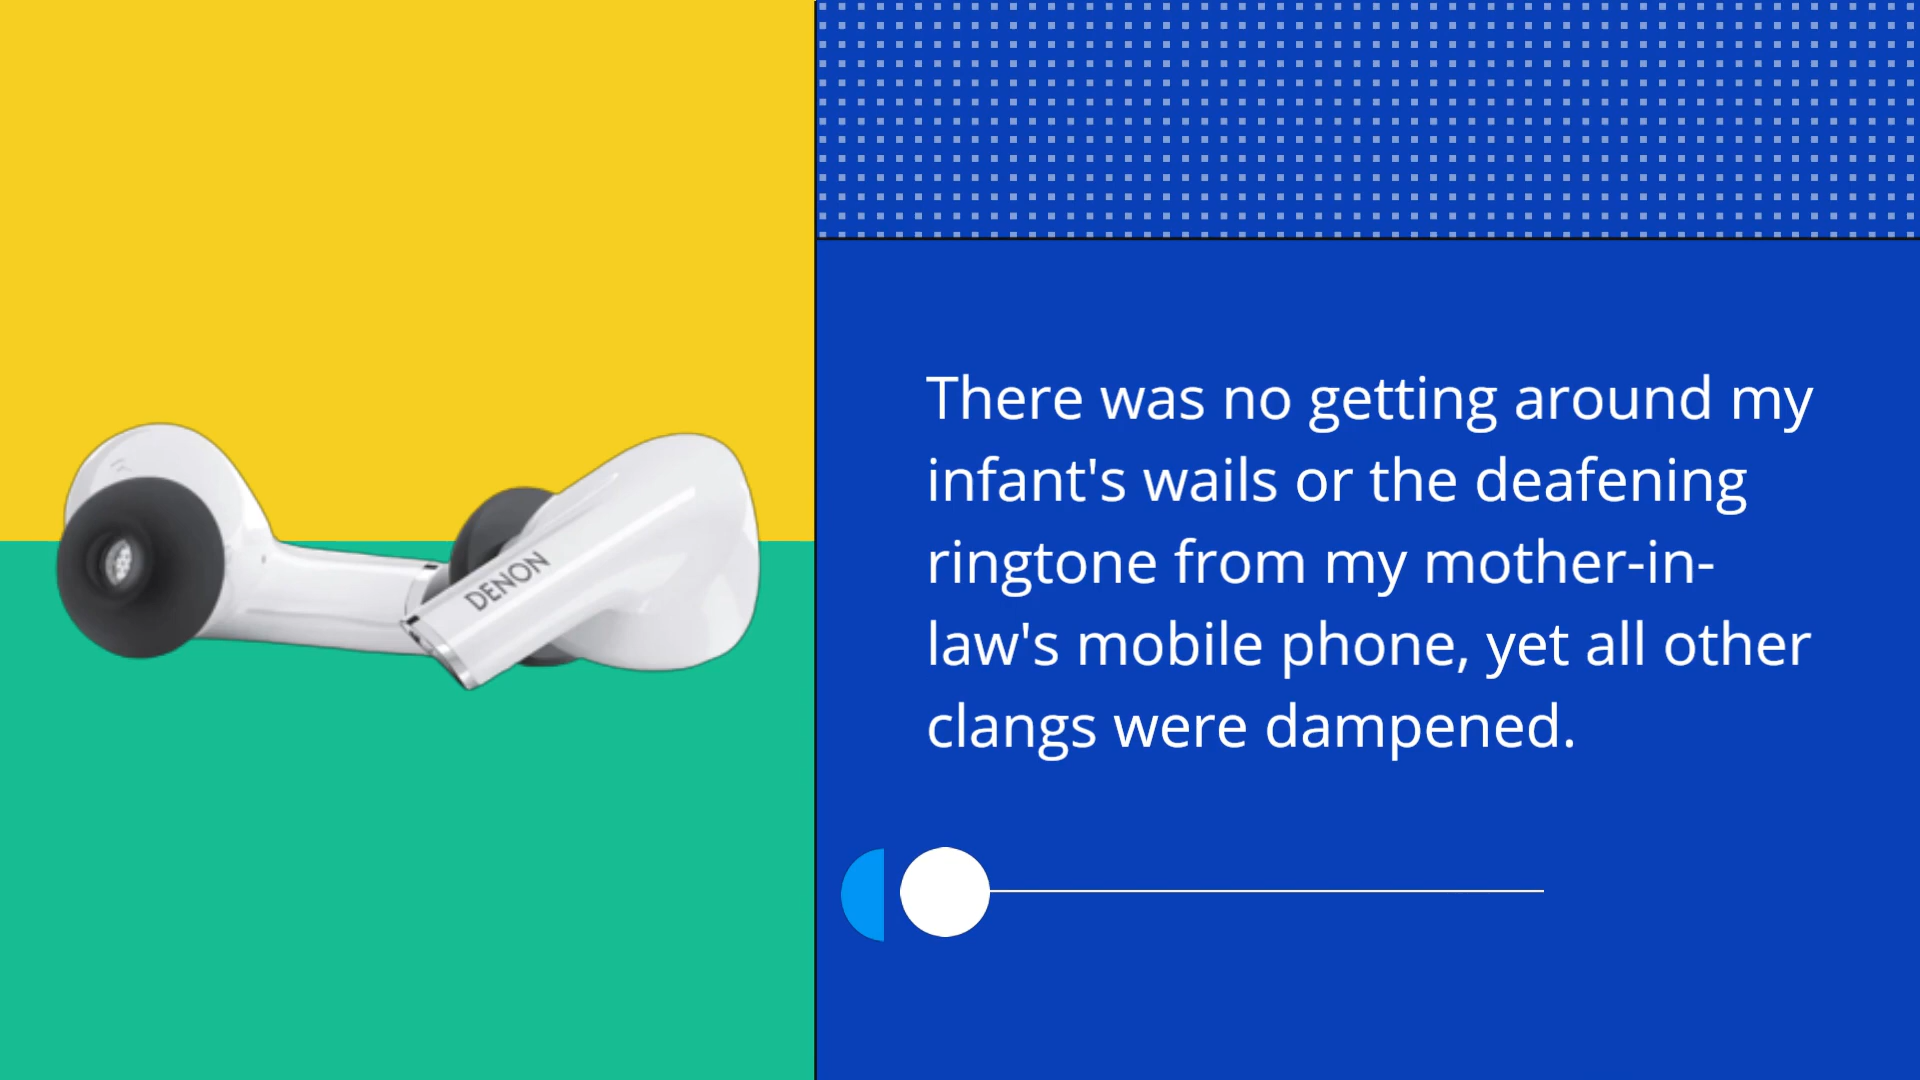 DENON
There was no getting around my
infant's wails or the deafening
ringtone from my mother-in-
law's mobile phone, yet all other
clangs were dampened.